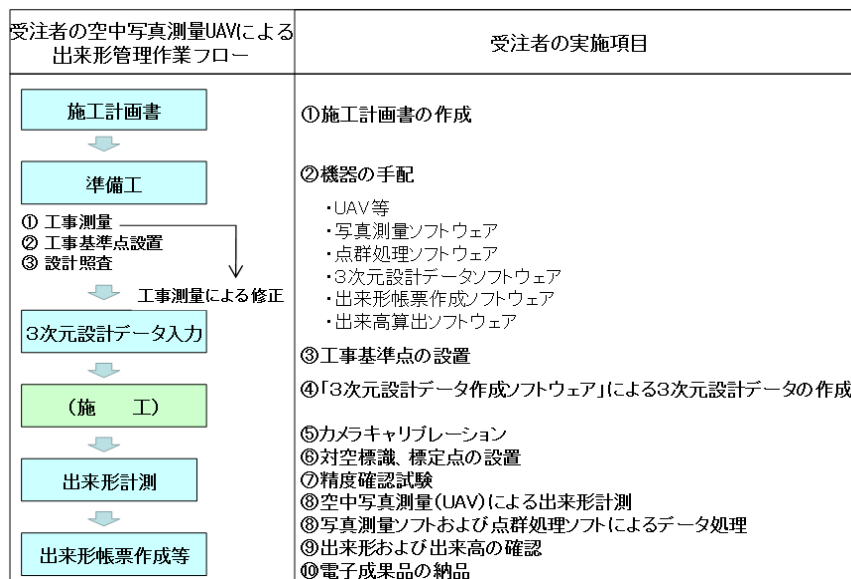 受注者の空中写真測量UAVによる
出来形管理作業フロー
受注者の実施項目
施工計画書
準備工
① 工事測量
② 工事基準点設置
③ 設計照査
工事測量による修正
3次元設計データ入力
(施　工)
出来形計測
出来形帳票作成等
①施工計画書の作成
②機器の手配
・UAV等
・写真測量ソフトウェア
・点群処理ソフトウェア
・3次元設計データソフトウェア
・出来形帳票作成ソフトウェア
・出来高算出ソフトウェア
③工事基準点の設置
④「3次元設計データ作成ソフトウェア」による3次元設計データの作成
⑤カメラキャリブレーション
⑥対空標識、標定点の設置
⑦精度確認試験
⑧空中写真測量(UAV)による出来形計測
⑧写真測量ソフトおよび点群処理ソフトによるデータ処理
⑨出来形および出来高の確認
⑩電子成果品の納品